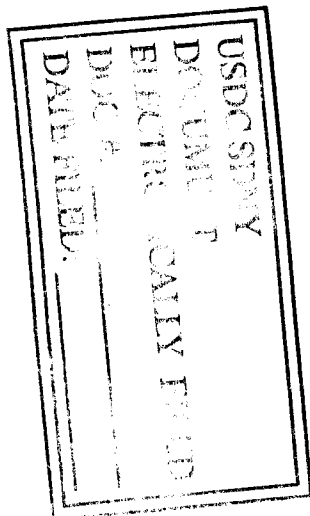 USDC SDNY
DOCUMENT
ELECTRONICALLY FILED
DOC #:
DATE FILED: